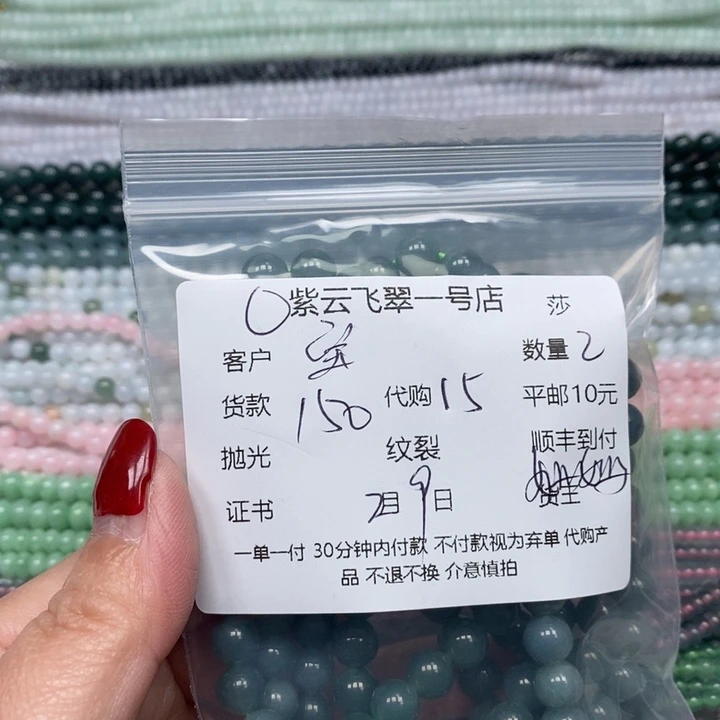 O紫云飞翠一号店 莎
客户 数量 2
货款 150 代购 15 平邮10元
抛光 纹裂 顺丰到付
证书 2月9日 货主
一单一付 30分钟内付款 不付款视为弃单 代购产
品 不退不换 介意慎拍